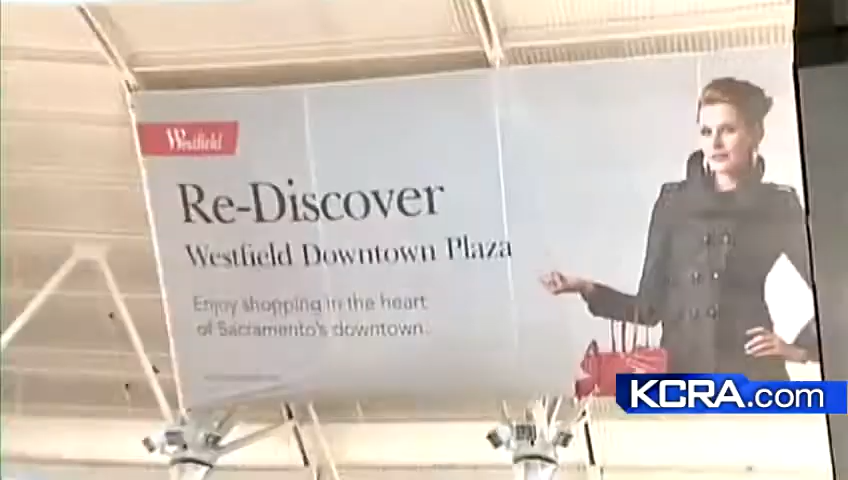 Westfield
Re-Discover
Westfield Downtown Plaza
Enjoy shopping in the heart
of Sacramento's downtown.
KCRA.com